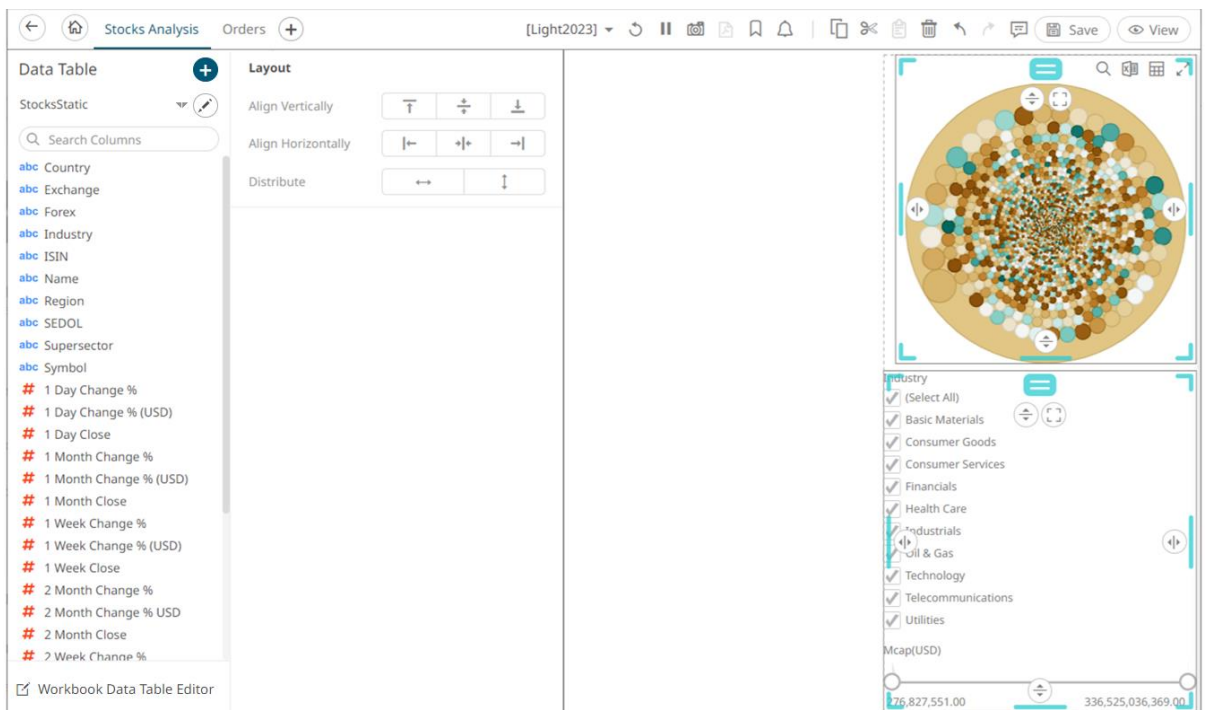 Stocks Analysis Orders [Light2023] Save View
Data Table
StocksStatic
Search Columns
abc Country
abc Exchange
abc Forex
abc Industry
abc ISIN
abc Name
abc Region
abc SEDOL
abc Supersector
abc Symbol
# 1 Day Change %
# 1 Day Change % (USD)
# 1 Day Close
# 1 Month Change %
# 1 Month Change % (USD)
# 1 Month Close
# 1 Week Change %
# 1 Week Change % (USD)
# 1 Week Close
# 2 Month Change %
# 2 Month Change % USD
# 2 Month Close
# 2 Week Change %
Workbook Data Table Editor
Layout
Align Vertically
Align Horizontally
Distribute
Industry
(Select All)
Basic Materials
Consumer Goods
Consumer Services
Financials
Health Care
Industrials
Oil & Gas
Technology
Telecommunications
Utilities
Mcap(USD)
276,827,551.00 336,525,036,369.00